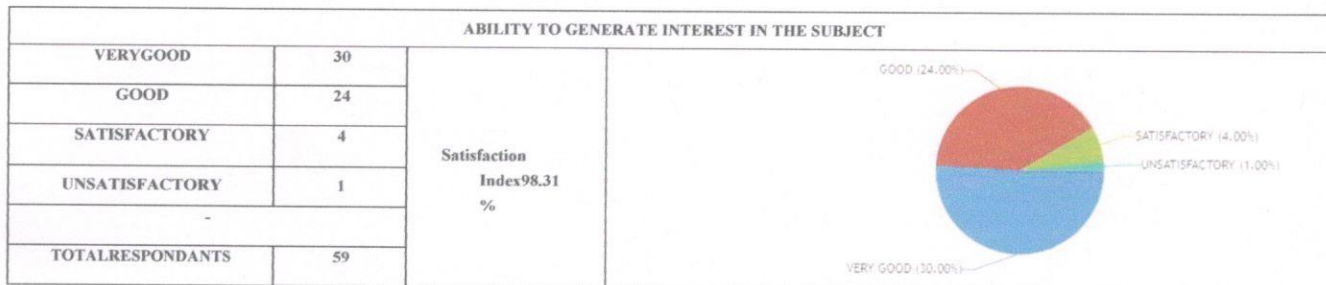 ABILITY TO GENERATE INTEREST IN THE SUBJECT
VERYGOOD 30
GOOD 24
SATISFACTORY 4
UNSATISFACTORY 1
-
TOTALRESPONDANTS 59
Satisfaction
Index98.31
%
GOOD (24.00%)
SATISFACTORY (4.00%)
UNSATISFACTORY (1.00%)
VERY GOOD (30.00%)